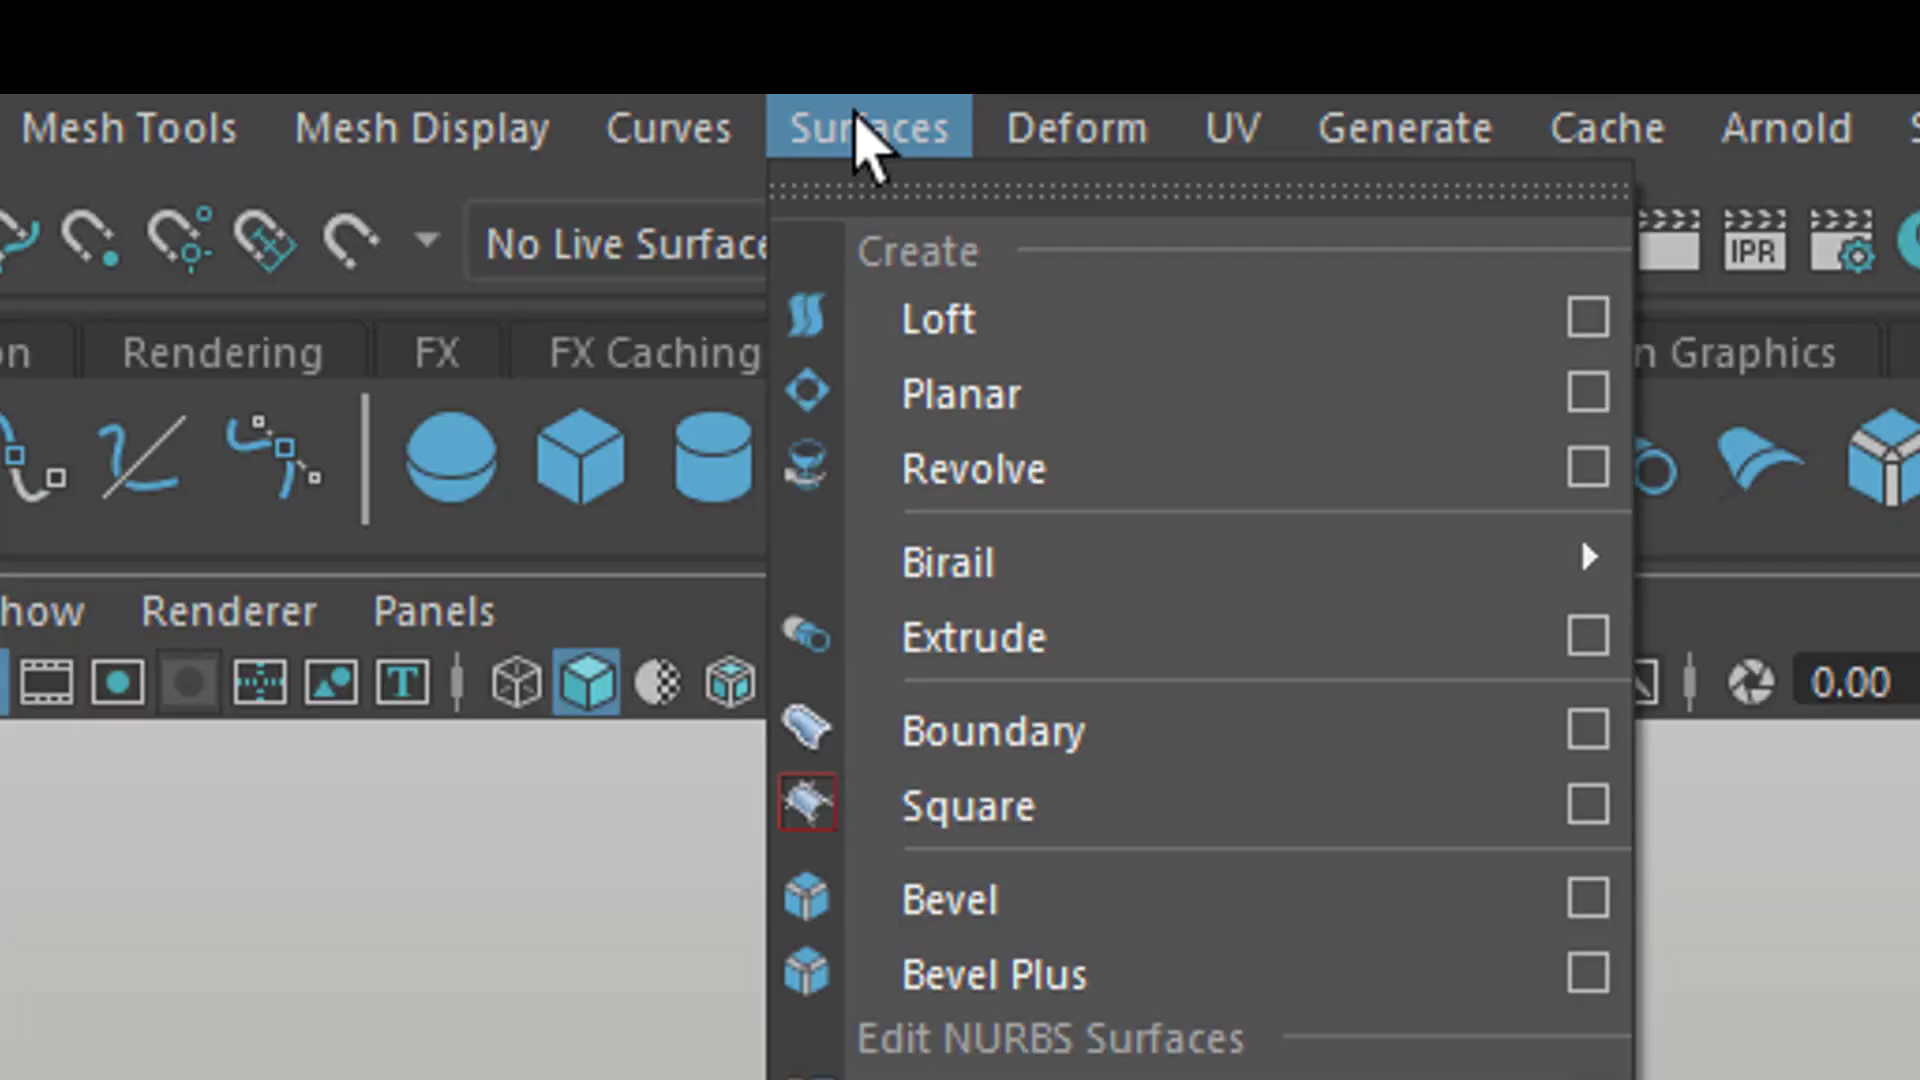 Mesh Tools Mesh Display Curves Surfaces Deform UV Generate Cache Arnold
No Live Surface
IPR
Create
Loft
Planar
Revolve
Birail
Extrude
Boundary
Square
Bevel
Bevel Plus
Edit NURBS Surfaces
Rendering FX FX Caching Graphics
Renderer Panels
T
0.00